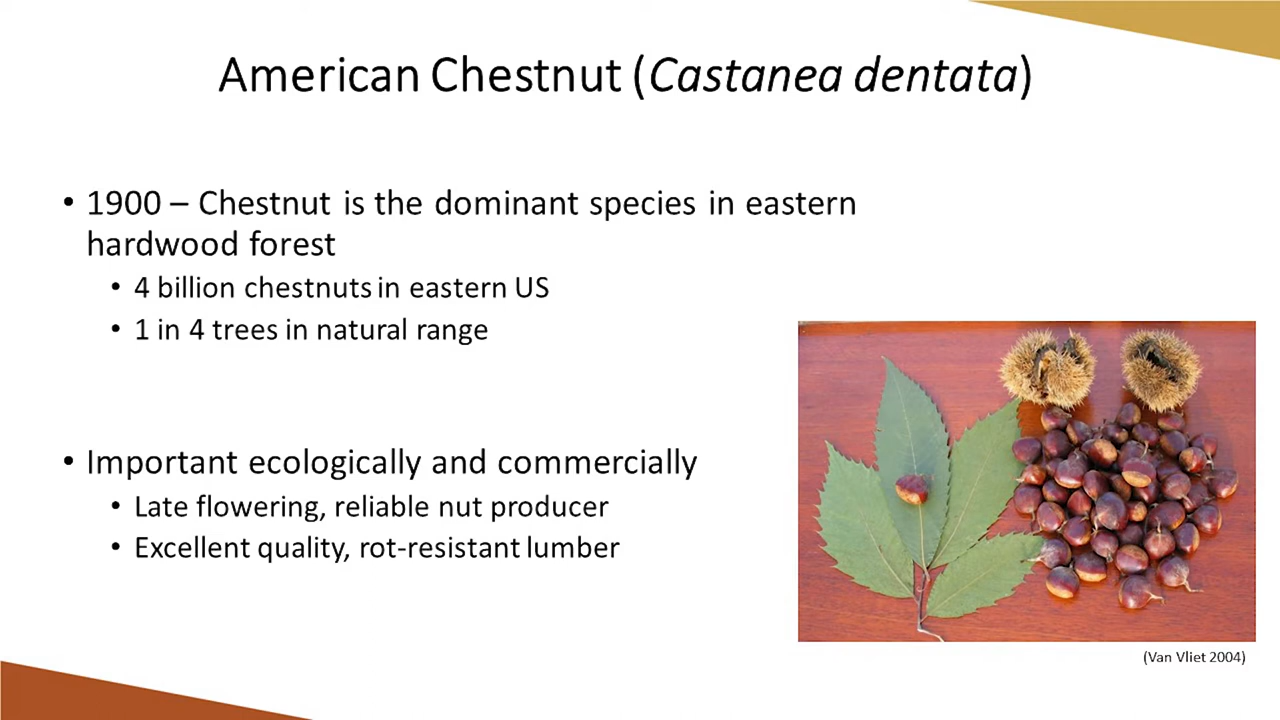 American Chestnut (Castanea dentata)
• 1900 – Chestnut is the dominant species in eastern
hardwood forest
• 4 billion chestnuts in eastern US
• 1 in 4 trees in natural range
• Important ecologically and commercially
• Late flowering, reliable nut producer
• Excellent quality, rot-resistant lumber
(Van Vliet 2004)